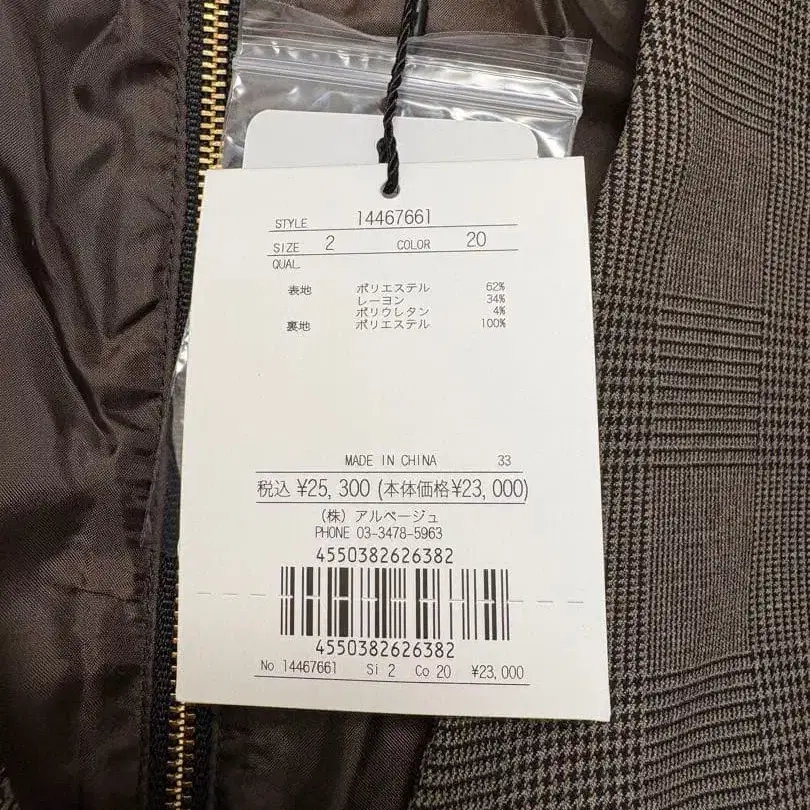 STYLE 14467661
SIZE 2 COLOR 20
QUAL.
表地 ポリエステル 62%
レーヨン 34%
ポリウレタン 4%
裏地 ポリエステル 100%
MADE IN CHINA 33
税込 ¥25,300 (本体価格¥23,000)
(株) アルページュ
PHONE 03-3478-5963
4550382626382
4550382626382
No 14467661 Si 2 Co 20 ¥23,000